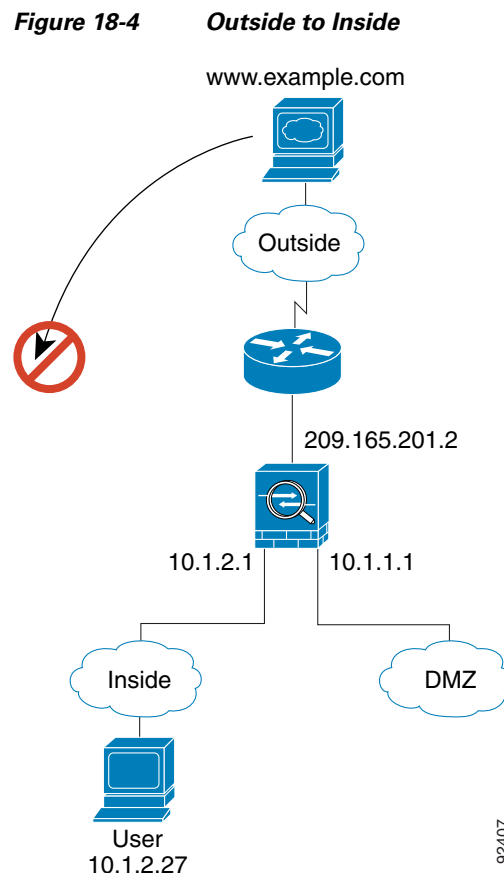 Figure 18-4 Outside to Inside
www.example.com
Outside
209.165.201.2
10.1.2.1 10.1.1.1
Inside DMZ
User
10.1.2.27
92407